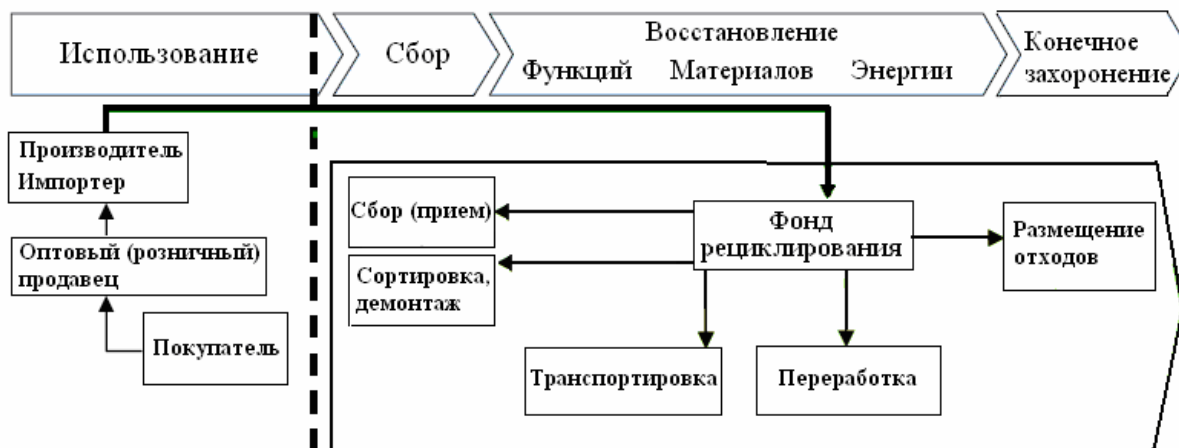 Использование
Сбор
Восстановление
Функций Материалов Энергии
Конечное
захоронение
Производитель
Импортер
Оптовый (розничный)
продавец
Покупатель
Сбор (прием)
Сортировка,
демонтаж
Фонд
рециклирования
Размещение
отходов
Транспортировка
Переработка